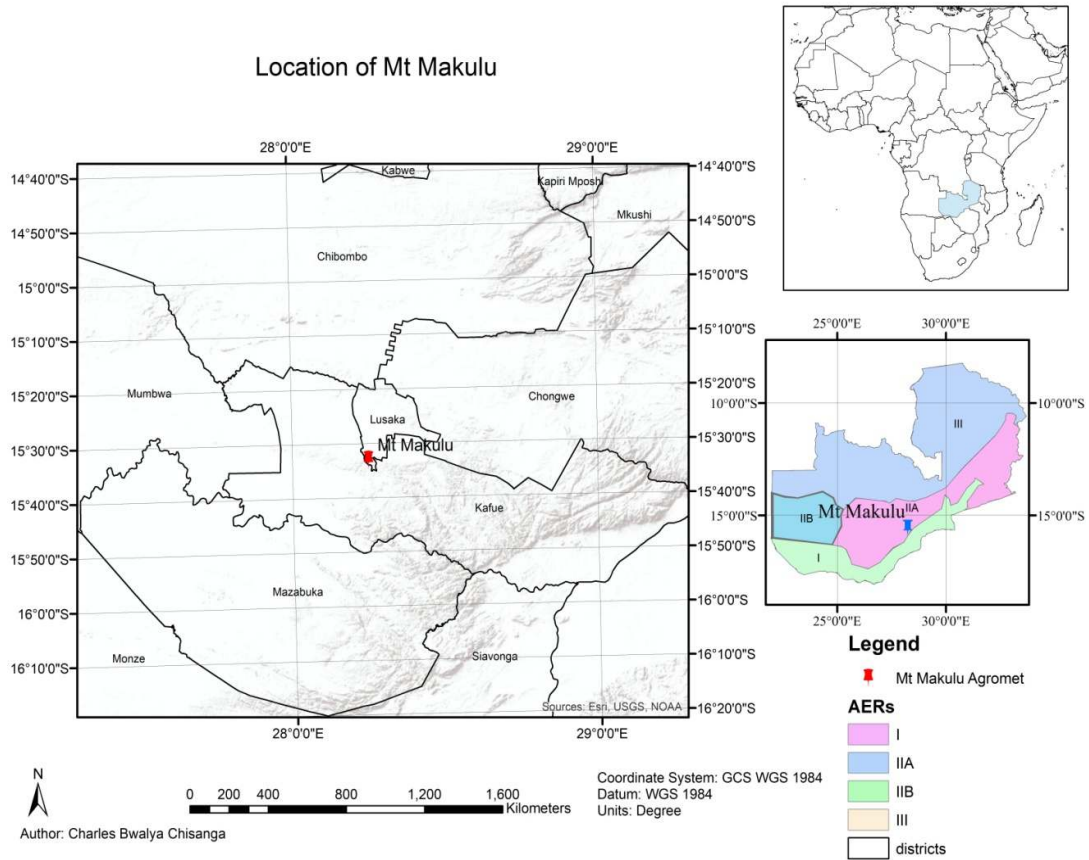 Location of Mt Makulu
28°0'0"E 29°0'0"E
14°40'0"S 14°40'0"S
14°50'0"S 14°50'0"S
15°0'0"S 15°0'0"S
15°10'0"S 15°10'0"S
15°20'0"S 15°20'0"S
15°30'0"S 15°30'0"S
15°40'0"S 15°40'0"S
15°50'0"S 15°50'0"S
16°0'0"S 16°0'0"S
16°10'0"S 16°10'0"S
16°20'0"S
Kabwe
Kapiri Mposh
Mkushi
Chibombo
Mumbwa
Chongwe
Lusaka
Mt Makulu
Kafue
Mazabuka
Monze
Siavonga
Sources: Esri, USGS, NOAA
28°0'0"E 29°0'0"E
25°0'0"E 30°0'0"E
10°0'0"S 10°0'0"S
III
Mt Makulu IIA
IIB
15°0'0"S 15°0'0"S
I
25°0'0"E 30°0'0"E
Legend
Mt Makulu Agromet
AERs
I
IIA
IIB
III
districts
N
0 200 400 800 1,200 1,600
Kilometers
Coordinate System: GCS WGS 1984
Datum: WGS 1984
Units: Degree
Author: Charles Bwalya Chisanga